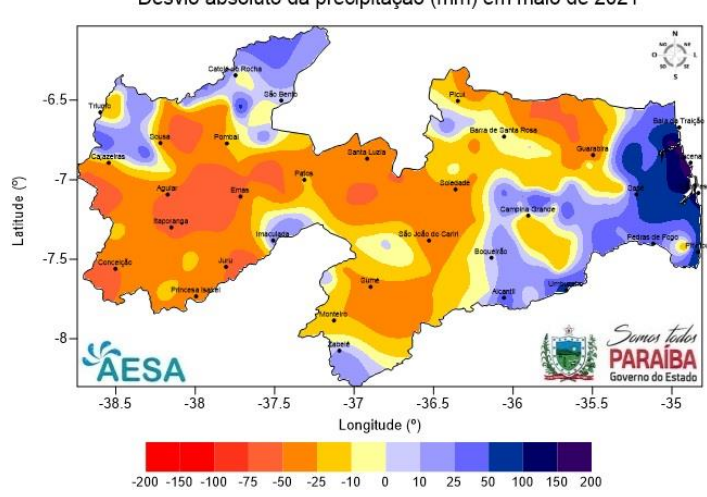 Desvio absoluto da precipitação (mm) em maio de 2021
N
NO NE
O L
SO SE
S
Catolé do Rocha
São Bento
Triunfo
Sousa
Pombal
Cajazeiras
Aguiar
Emas
Patos
Itaporanga
Imaculada
Conceição
Juru
Princesa Isabel
Santa Luzia
Picuí
Barra de Santa Rosa
Guarabira
Baía da Traição
Soledade
Campina Grande
Sapé
São João do Cariri
Boqueirão
Pedras de Fogo
Sumé
Alcantil
Umbuzeiro
Monteiro
Zabelê
-6.5
-7
-7.5
-8
Latitude (º)
AESA
Somos todos
PARAÍBA
Governo do Estado
-38.5 -38 -37.5 -37 -36.5 -36 -35.5 -35
Longitude (º)
-200 -150 -100 -75 -50 -25 -10 0 10 25 50 100 150 200